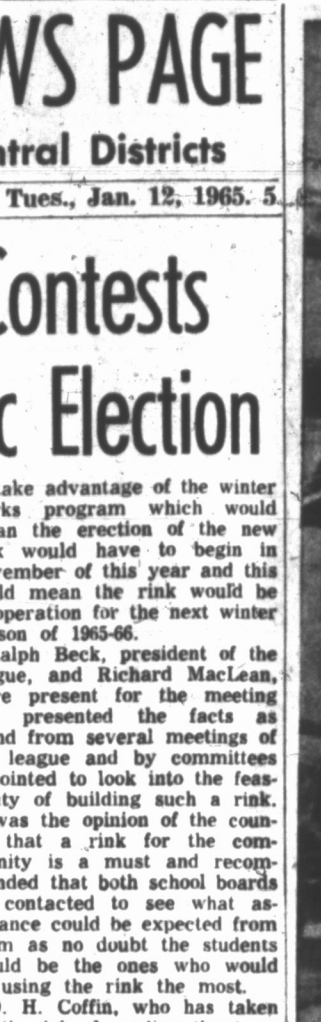 WS PAGE
ntral Districts
Tues., Jan. 12, 1965. 5
Contests
c Election
ake advantage of the winter
ks program which would
an the erection of the new
k would have to begin in
ember of this year and this
ld mean the rink would be
operation for the next winter
son of 1965-66.
alph Beck, president of the
gue, and Richard MacLean,
re present for the meeting
presented the facts as
nd from several meetings of
league and by committees
ointed to look into the feas-
ty of building such a rink.
was the opinion of the coun-
that a rink for the com-
nity is a must and recom-
nded that both school boards
contacted to see what as-
ance could be expected from
m as no doubt the students
uld be the ones who would
using the rink the most.
. H. Coffin, who has taken